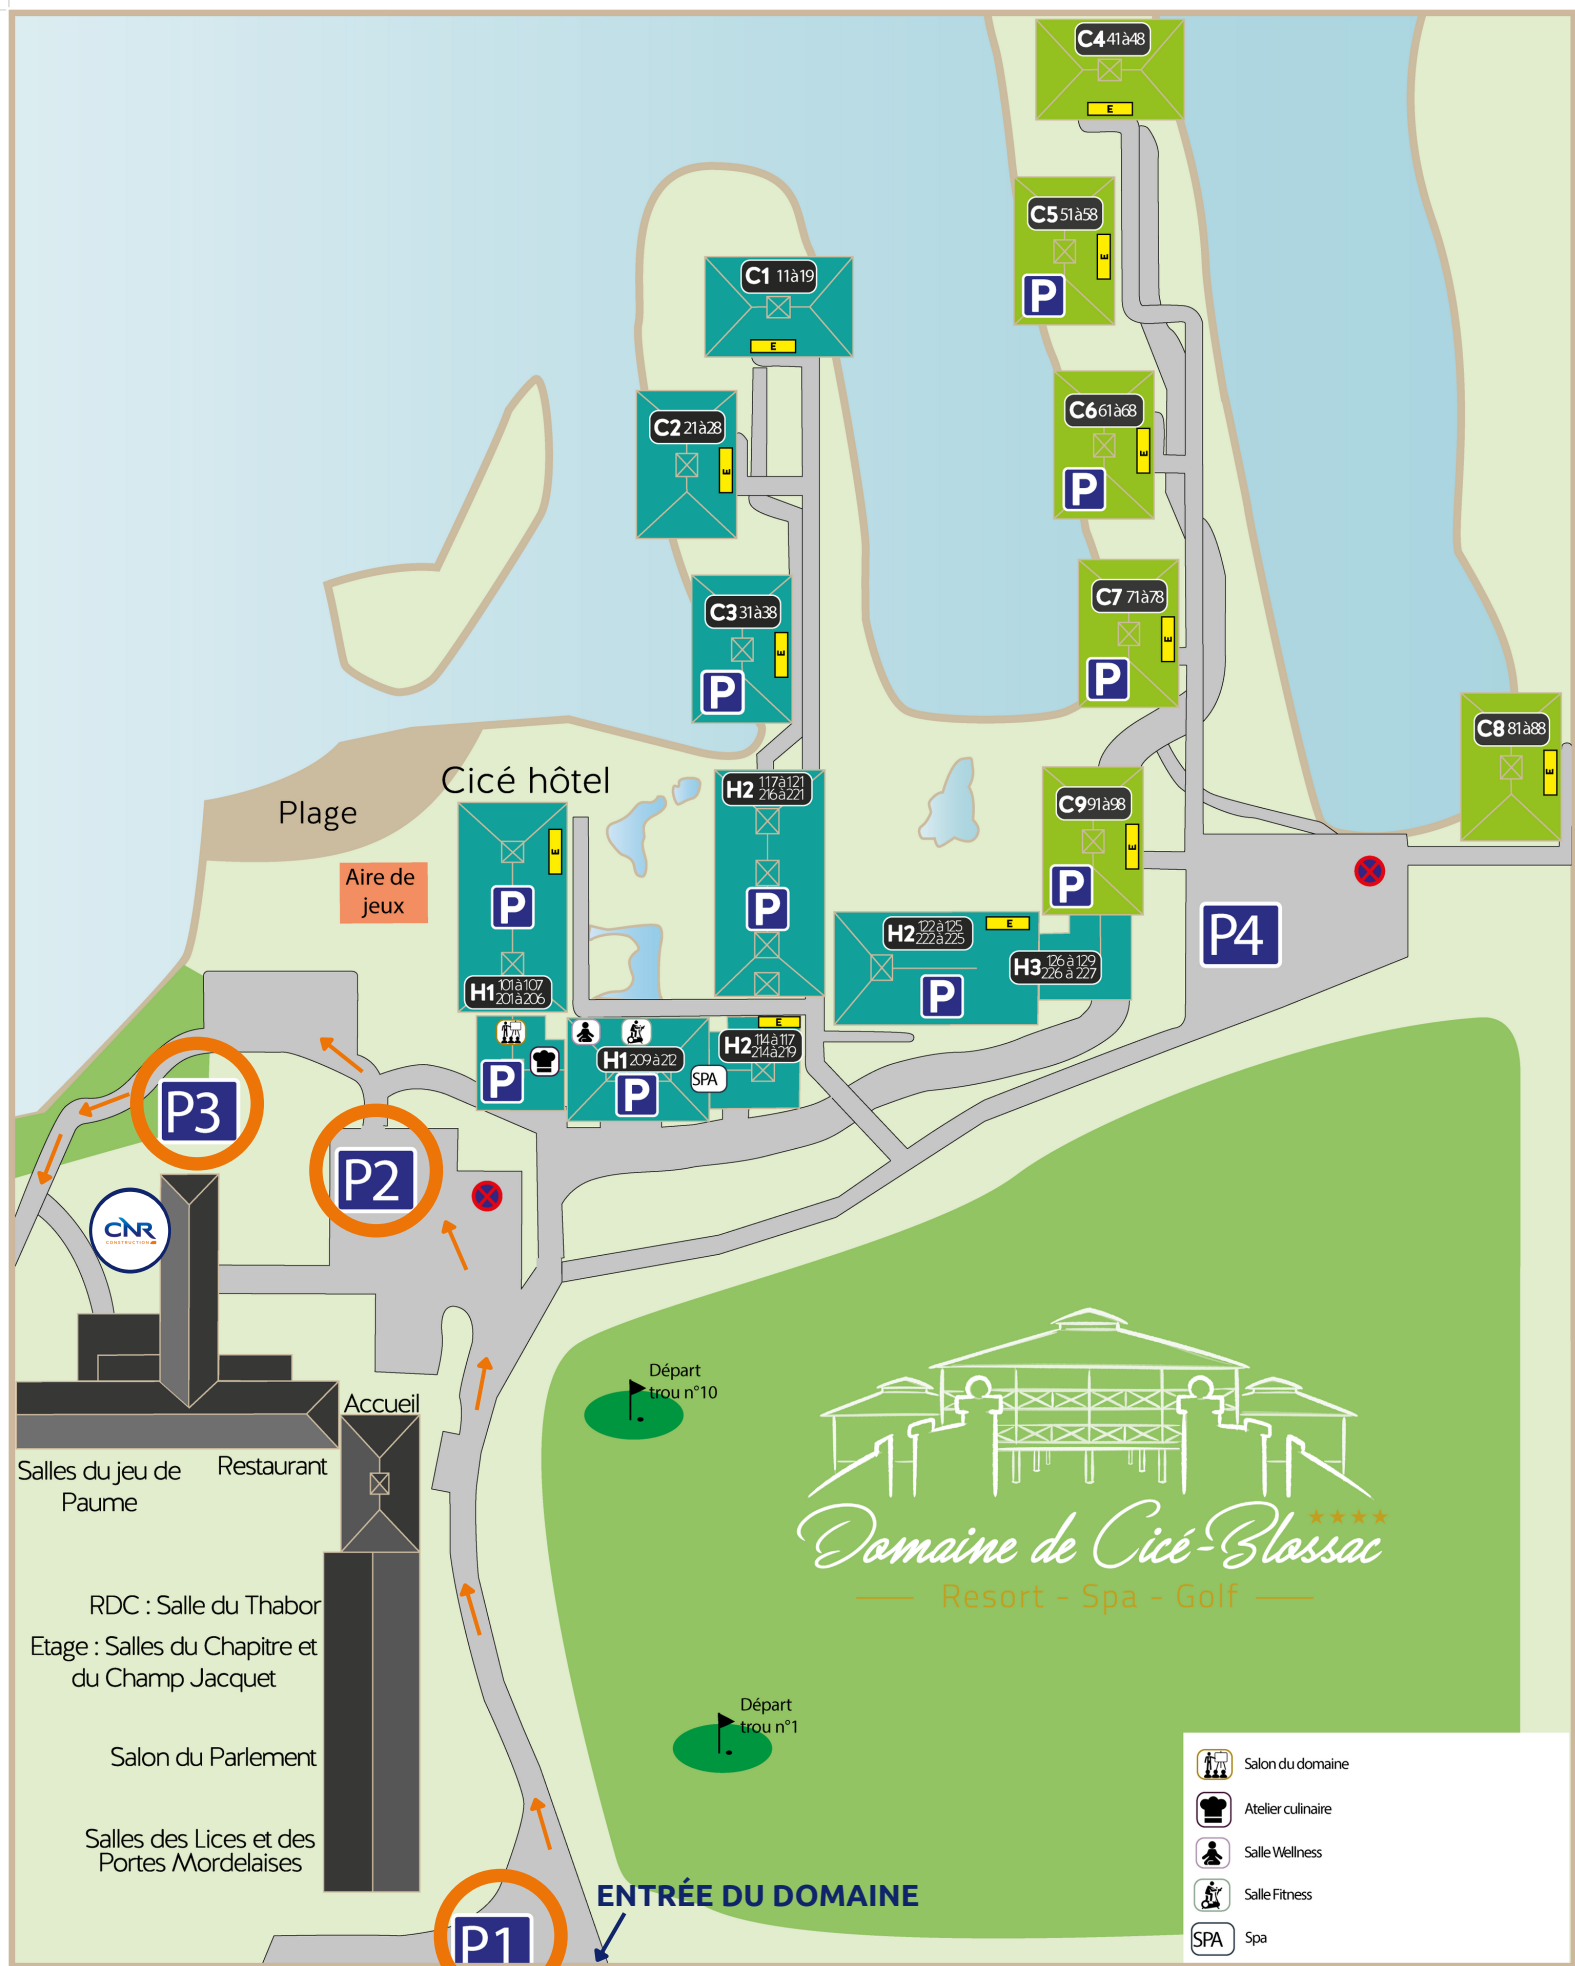 C4 41à48
E
C5 51à58
E
P
C1 11à19
E
C6 61à68
E
P
C2 21à28
E
C7 71à78
E
P
C3 31à38
E
P
C8 81à88
E
Cicé hôtel
Plage
Aire de
jeux
H2 117à121
216à221
P
C9 91à98
E
P
E
P
H1 101à107
201à206
H2 122à125
222à225
E
P
H3 126 à 129
226 à 227
P4
P
H1 209à212
P
SPA
E
H2 114à117
214à219
P3
P2
CNR
CONSTRUCTION
Accueil
Restaurant
Salles du jeu de
Paume
Départ
trou n°10
Domaine de Cicé-Blossac
Resort - Spa - Golf
RDC : Salle du Thabor
Etage : Salles du Chapitre et
du Champ Jacquet
Salon du Parlement
Salles des Lices et des
Portes Mordelaises
Départ
trou n°1
ENTRÉE DU DOMAINE
P1
Salon du domaine
Atelier culinaire
Salle Wellness
Salle Fitness
SPA Spa